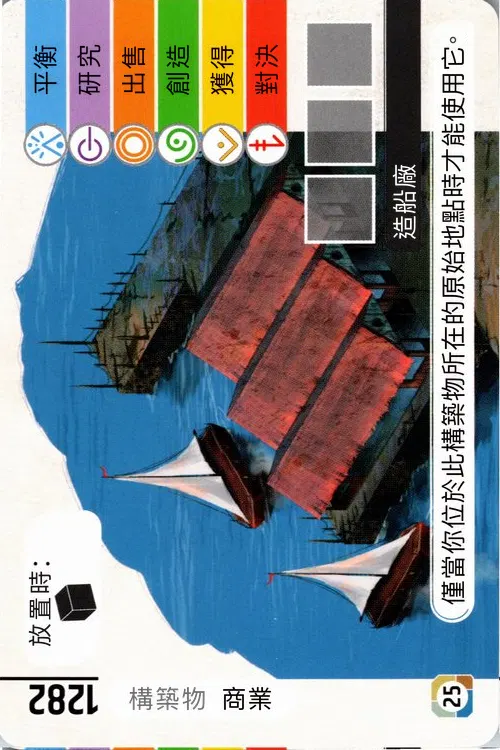 平衡
研究
出售
創造
獲得
對決
放置時：
造船廠
僅當你位於此構築物所在的原始地點時才能使用它。
1282
構築物 商業
25